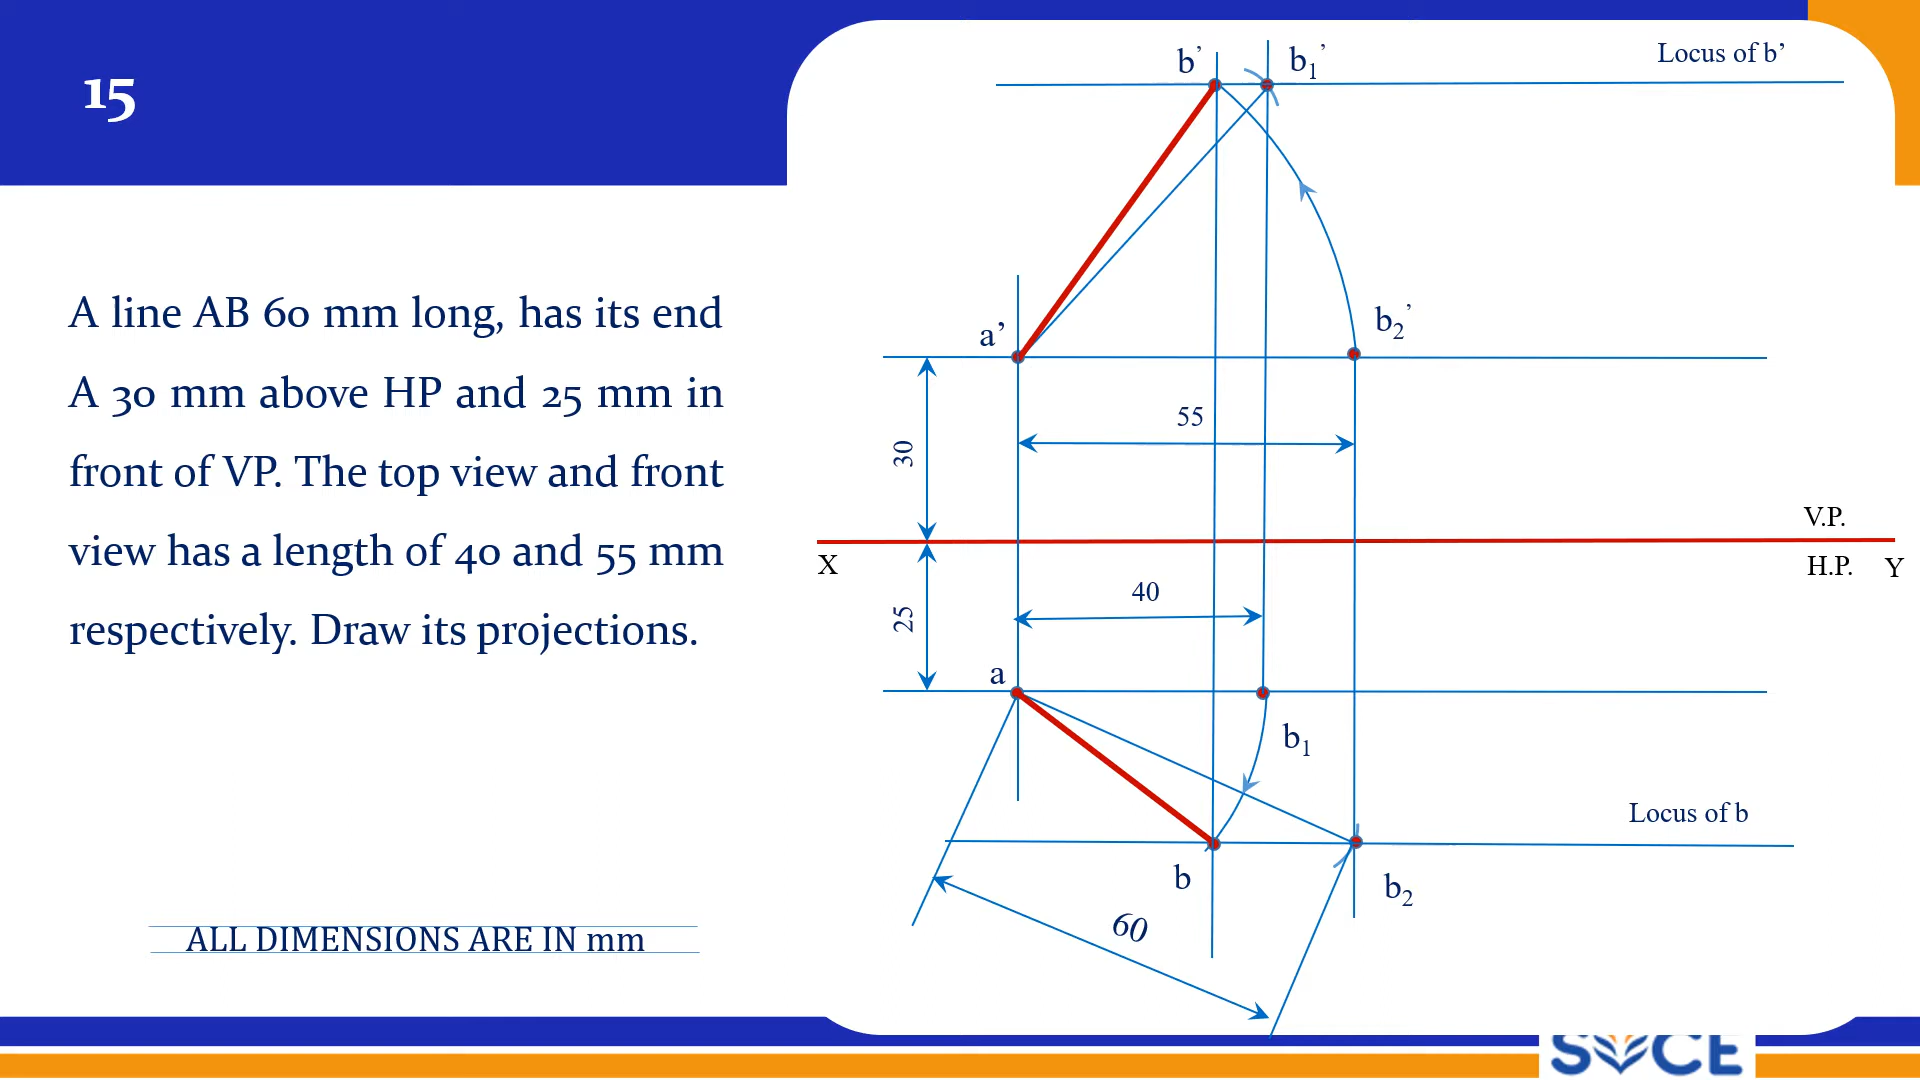 15
A line AB 60 mm long, has its end
A 30 mm above HP and 25 mm in
front of VP. The top view and front
view has a length of 40 and 55 mm
respectively. Draw its projections.
ALL DIMENSIONS ARE IN mm
b’
b₁’
Locus of b’
a’
b₂’
55
30
V.P.
X
H.P.
Y
40
25
a
b₁
Locus of b
b
b₂
60
SVCE